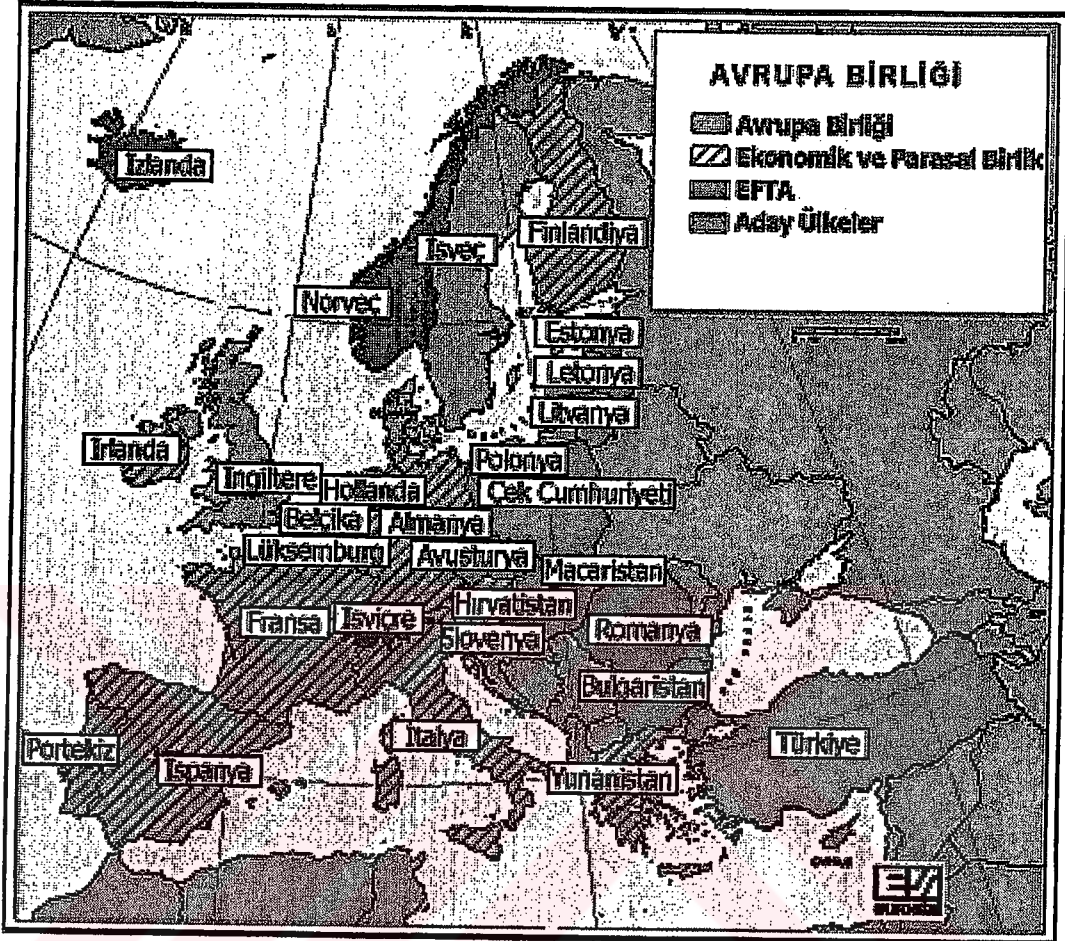 AVRUPA BİRLİĞİ
Avrupa Birliği
Ekonomik ve Parasal Birlik
EFTA
Aday Ülkeler
İzlanda
Finlandiya
İsveç
Norveç
Estonya
Letonya
Litvanya
İrlanda
Polonya
İngiltere
Hollanda
Çek Cumhuriyeti
Belçika
Almanya
Lüksemburg
Avusturya
Macaristan
Hırvatistan
Fransa
İsviçre
Romanya
Slovenya
Bulgaristan
İtalya
Türkiye
Portekiz
İspanya
Yunanistan
eurostat